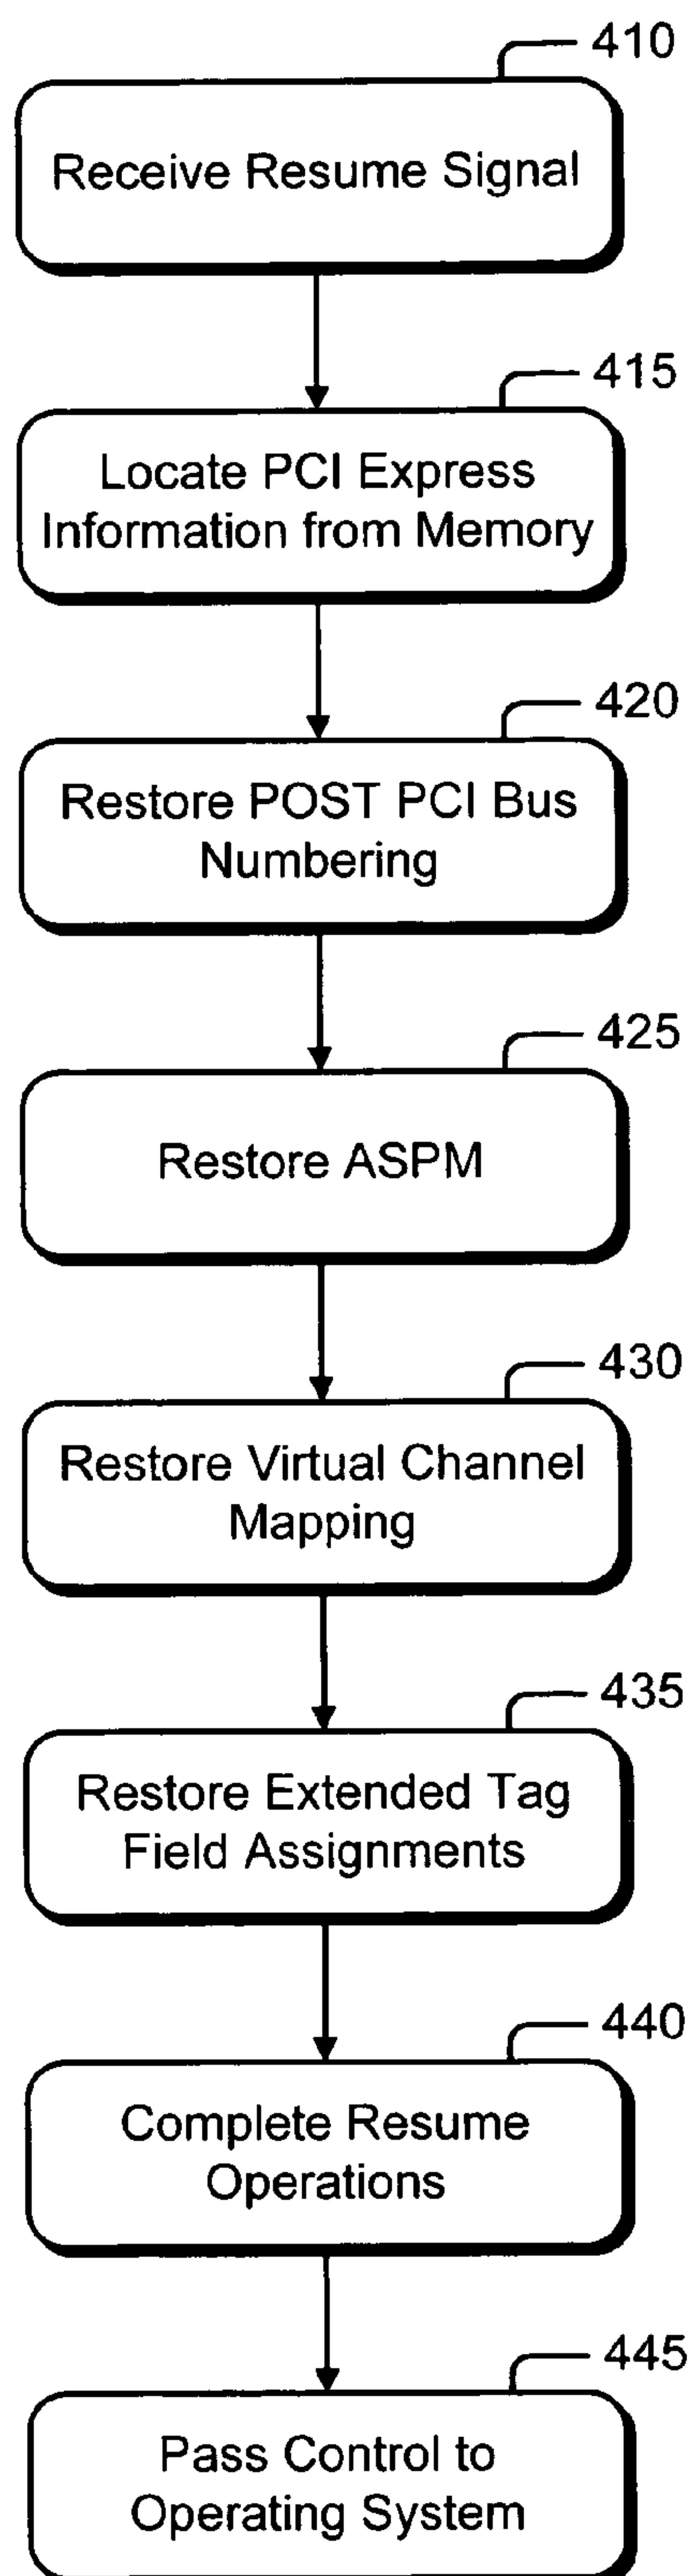 410
Receive Resume Signal
415
Locate PCI Express
Information from Memory
420
Restore POST PCI Bus
Numbering
425
Restore ASPM
430
Restore Virtual Channel
Mapping
435
Restore Extended Tag
Field Assignments
440
Complete Resume
Operations
445
Pass Control to
Operating System